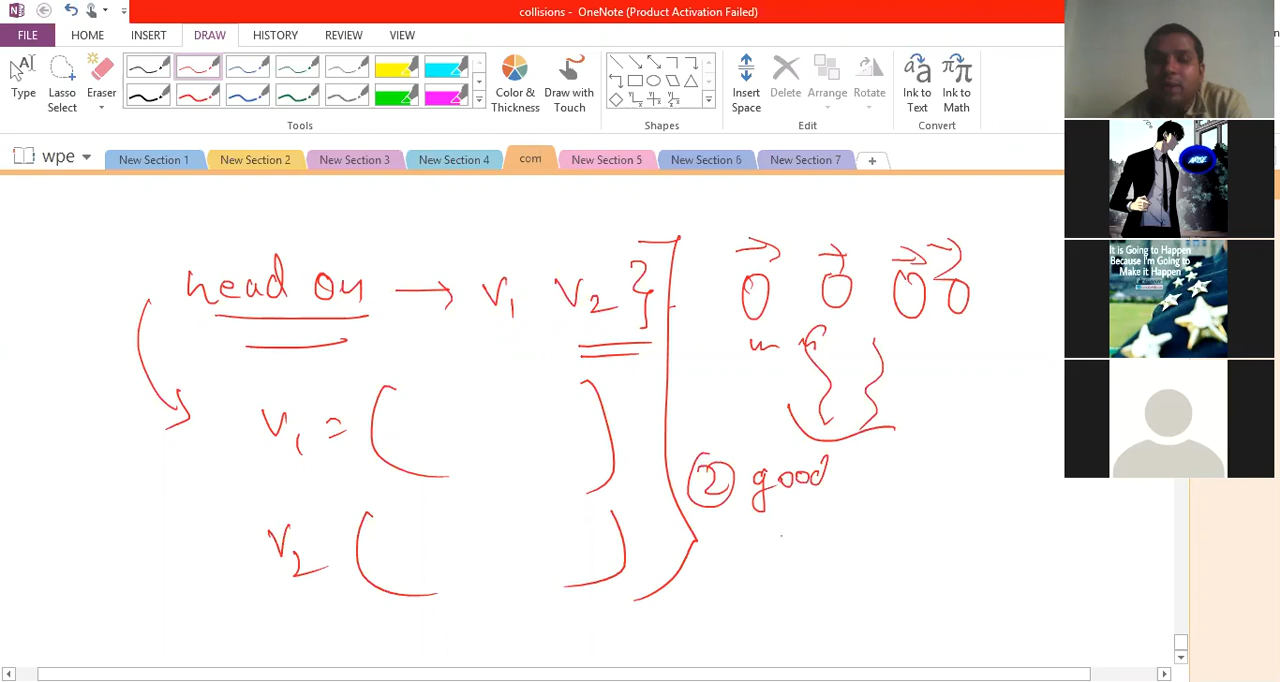 collisions - OneNote (Product Activation Failed)
FILE HOME INSERT DRAW HISTORY REVIEW VIEW
Type Lasso Select Eraser Color & Thickness Draw with Touch Insert Space Delete Arrange Rotate Ink to Text Ink to Math
Tools Shapes Edit Convert
wpe New Section 1 New Section 2 New Section 3 New Section 4 com New Section 5 New Section 6 New Section 7
ARISE
It is Going to Happen
Because I'm Going to
Make it Happen
head on → v₁ v₂ }
v₁ = ( )
v₂ ( )
② good